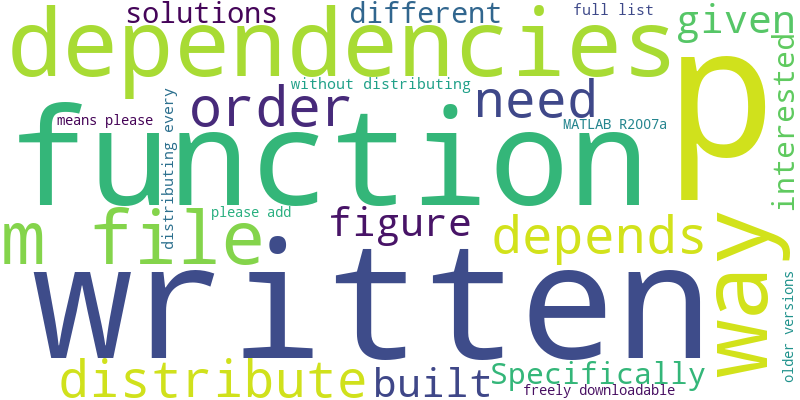 solutions
different
full list
given
dependencies
without distributing
order
need
p
means please
MATLAB R2007a
interested
function
distributing every
please add
m file
figure
depends
way
written
older versions
distribute
built
Specifically
freely downloadable